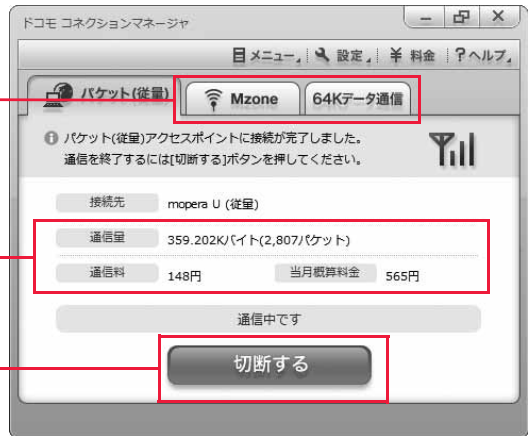 ドコモ コネクションマネージャ
メニュー 設定 ¥ 料金 ?ヘルプ
パケット(従量) Mzone 64Kデータ通信
パケット(従量)アクセスポイントに接続が完了しました。
通信を終了するには[切断する]ボタンを押してください。
接続先 mopera U (従量)
通信量 359.202Kバイト(2,807パケット)
通信料 148円 当月概算料金 565円
通信中です
切断する